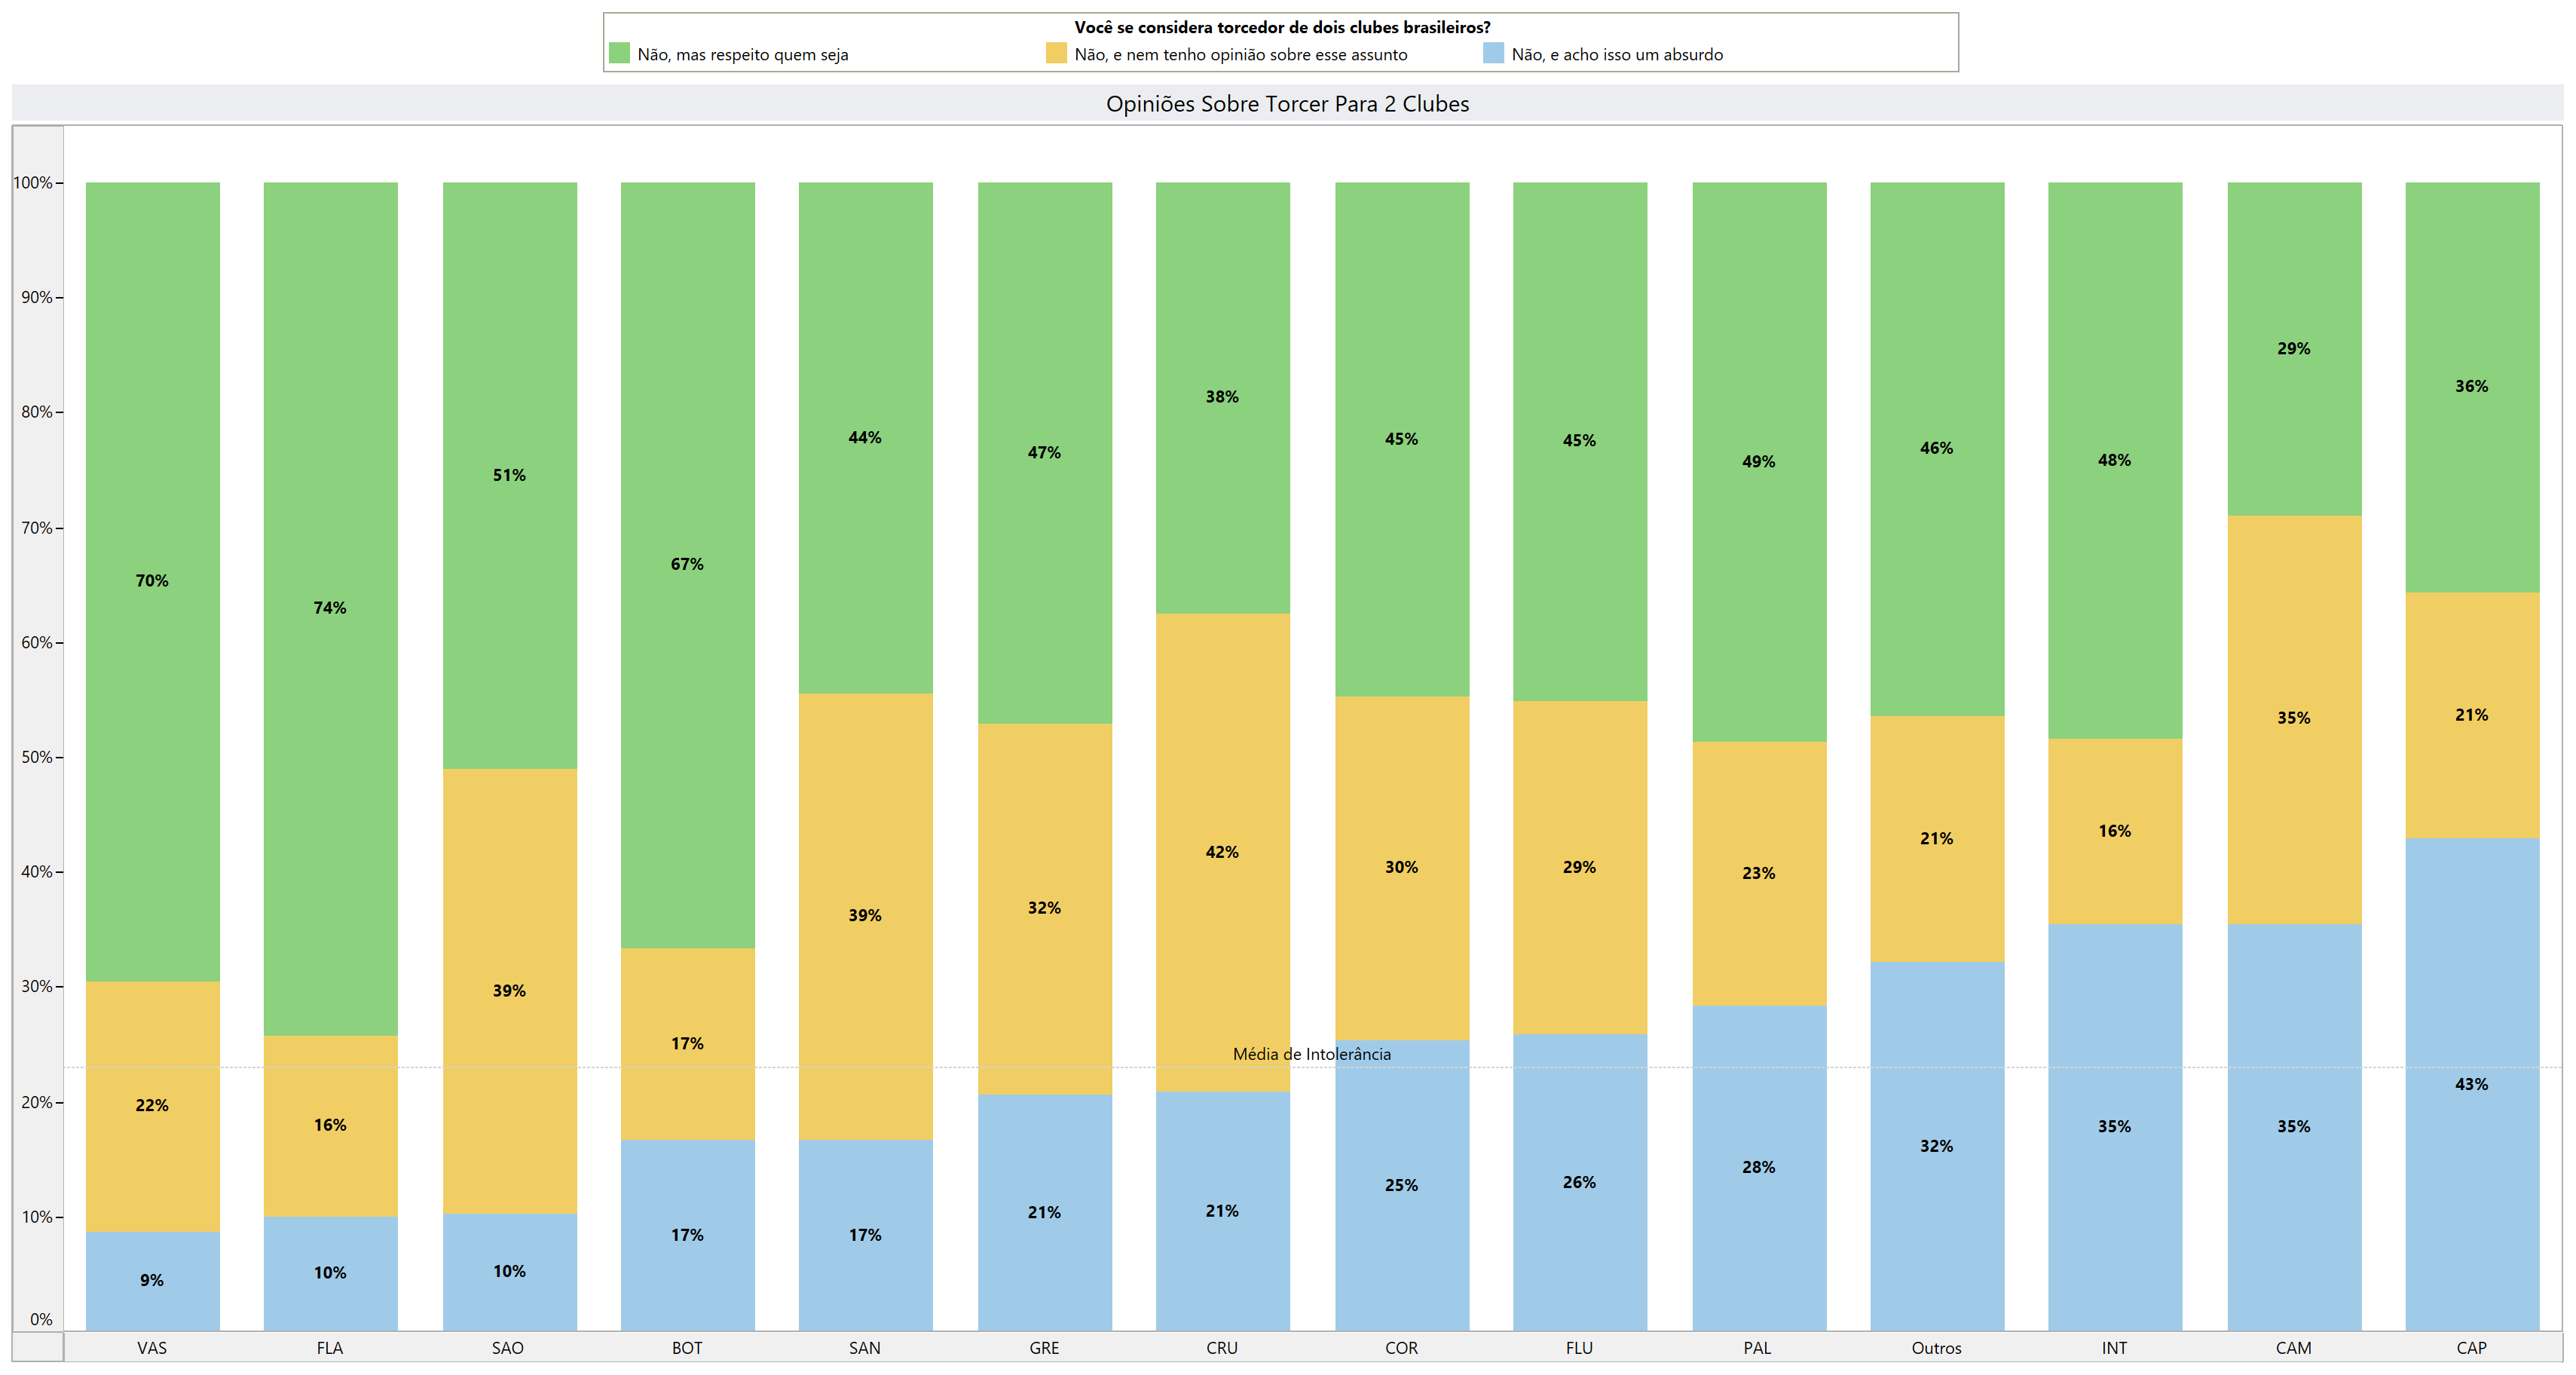 Você se considera torcedor de dois clubes brasileiros?
Não, mas respeito quem seja Não, e nem tenho opinião sobre esse assunto Não, e acho isso um absurdo
Opiniões Sobre Torcer Para 2 Clubes
100%
90%
80%
70%
60%
50%
40%
30%
20%
10%
0%
70% 74% 51% 67% 44% 47% 38% 45% 45% 49% 46% 48% 29% 36%
22% 16% 39% 17% 39% 32% 42% 30% 29% 23% 21% 16% 35% 21%
Média de Intolerância
9% 10% 10% 17% 17% 21% 21% 25% 26% 28% 32% 35% 35% 43%
VAS FLA SAO BOT SAN GRE CRU COR FLU PAL Outros INT CAM CAP